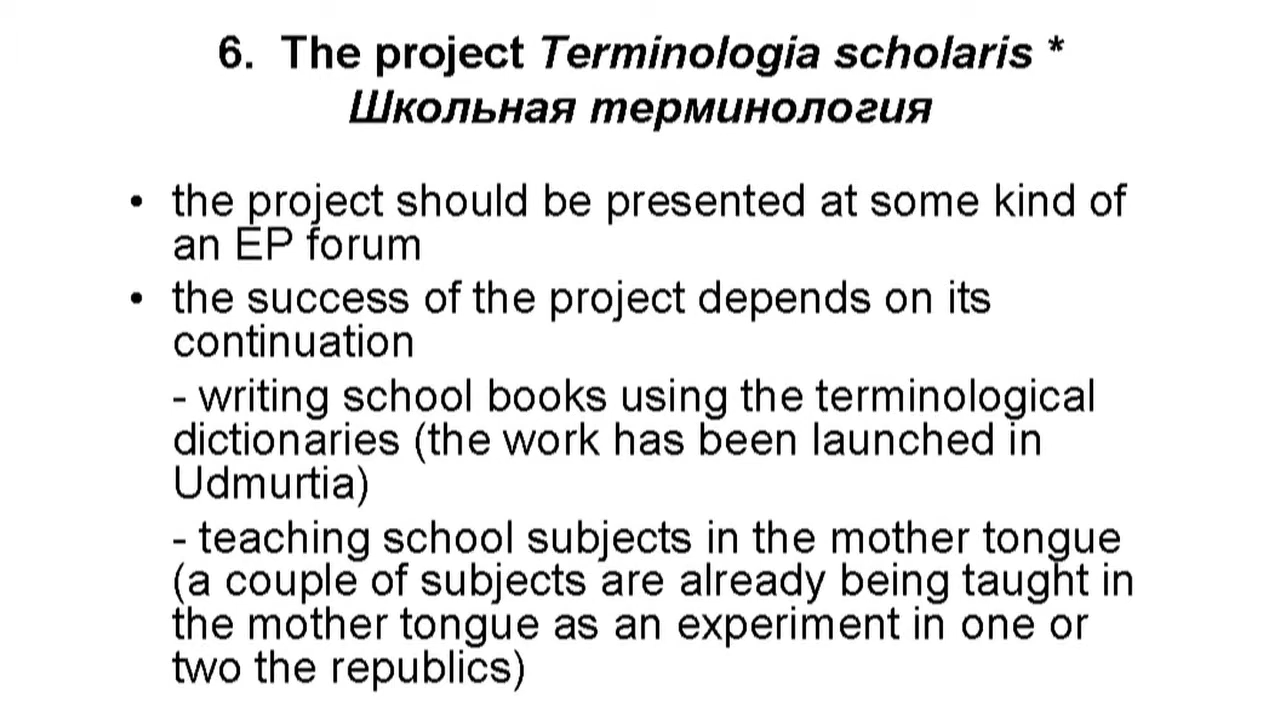 6. The project Terminologia scholaris *
Школьная терминология
• the project should be presented at some kind of
an EP forum
• the success of the project depends on its
continuation
- writing school books using the terminological
dictionaries (the work has been launched in
Udmurtia)
- teaching school subjects in the mother tongue
(a couple of subjects are already being taught in
the mother tongue as an experiment in one or
two the republics)